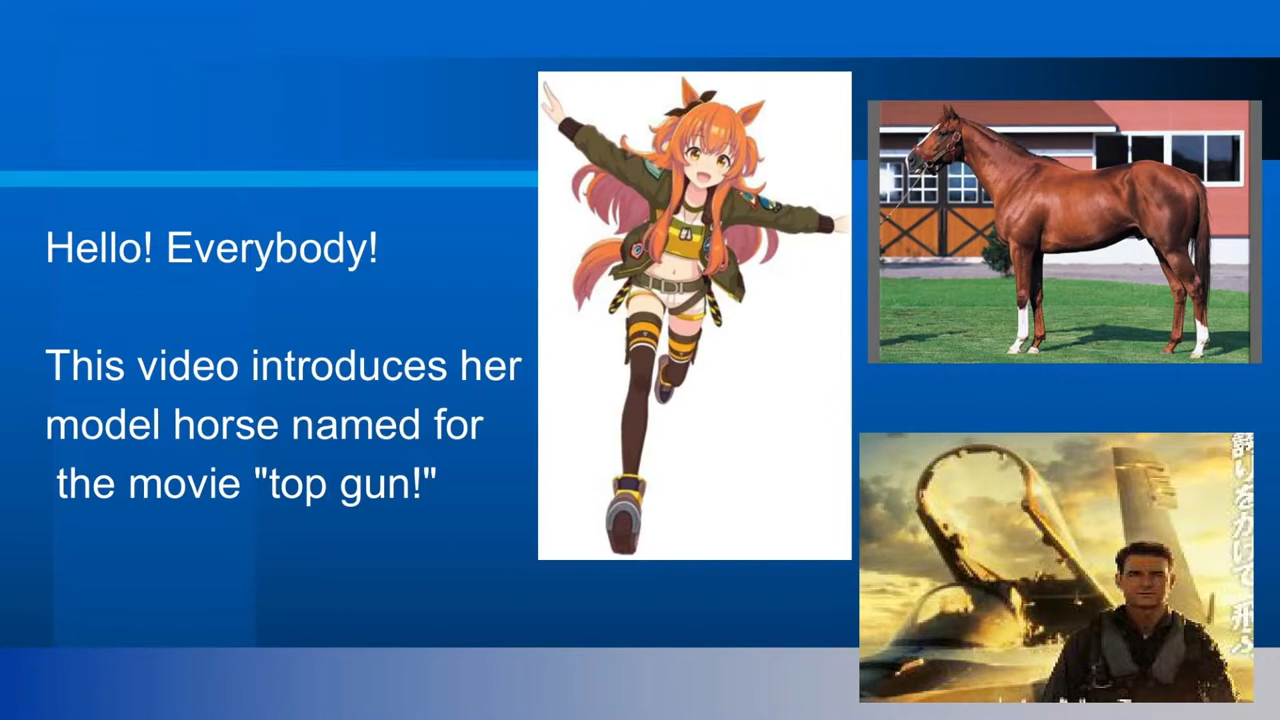 Hello! Everybody!
This video introduces her
model horse named for
the movie "top gun!"